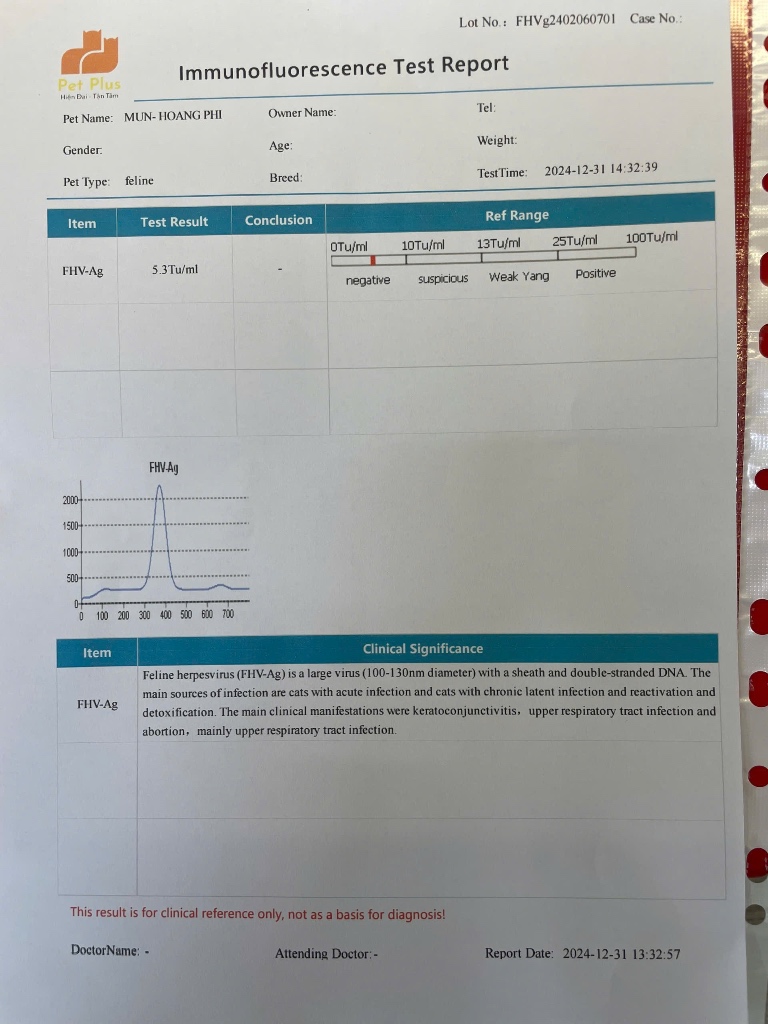 Lot No.: FHVg2402060701 Case No.:
Pet Plus
Hiện Đại - Tận Tâm
Immunofluorescence Test Report
Pet Name: MUN- HOANG PHI Owner Name: Tel:
Gender: Age: Weight:
Pet Type: feline Breed: TestTime: 2024-12-31 14:32:39
Item Test Result Conclusion Ref Range
0Tu/ml 10Tu/ml 13Tu/ml 25Tu/ml 100Tu/ml
FHV-Ag 5.3Tu/ml -
negative suspicious Weak Yang Positive
FHV-Ag
2000
1500
1000
500
0
0 100 200 300 400 500 600 700
Item Clinical Significance
FHV-Ag
Feline herpesvirus (FHV-Ag) is a large virus (100-130nm diameter) with a sheath and double-stranded DNA. The
main sources of infection are cats with acute infection and cats with chronic latent infection and reactivation and
detoxification. The main clinical manifestations were keratoconjunctivitis, upper respiratory tract infection and
abortion, mainly upper respiratory tract infection.
This result is for clinical reference only, not as a basis for diagnosis!
DoctorName: - Attending Doctor:- Report Date: 2024-12-31 13:32:57